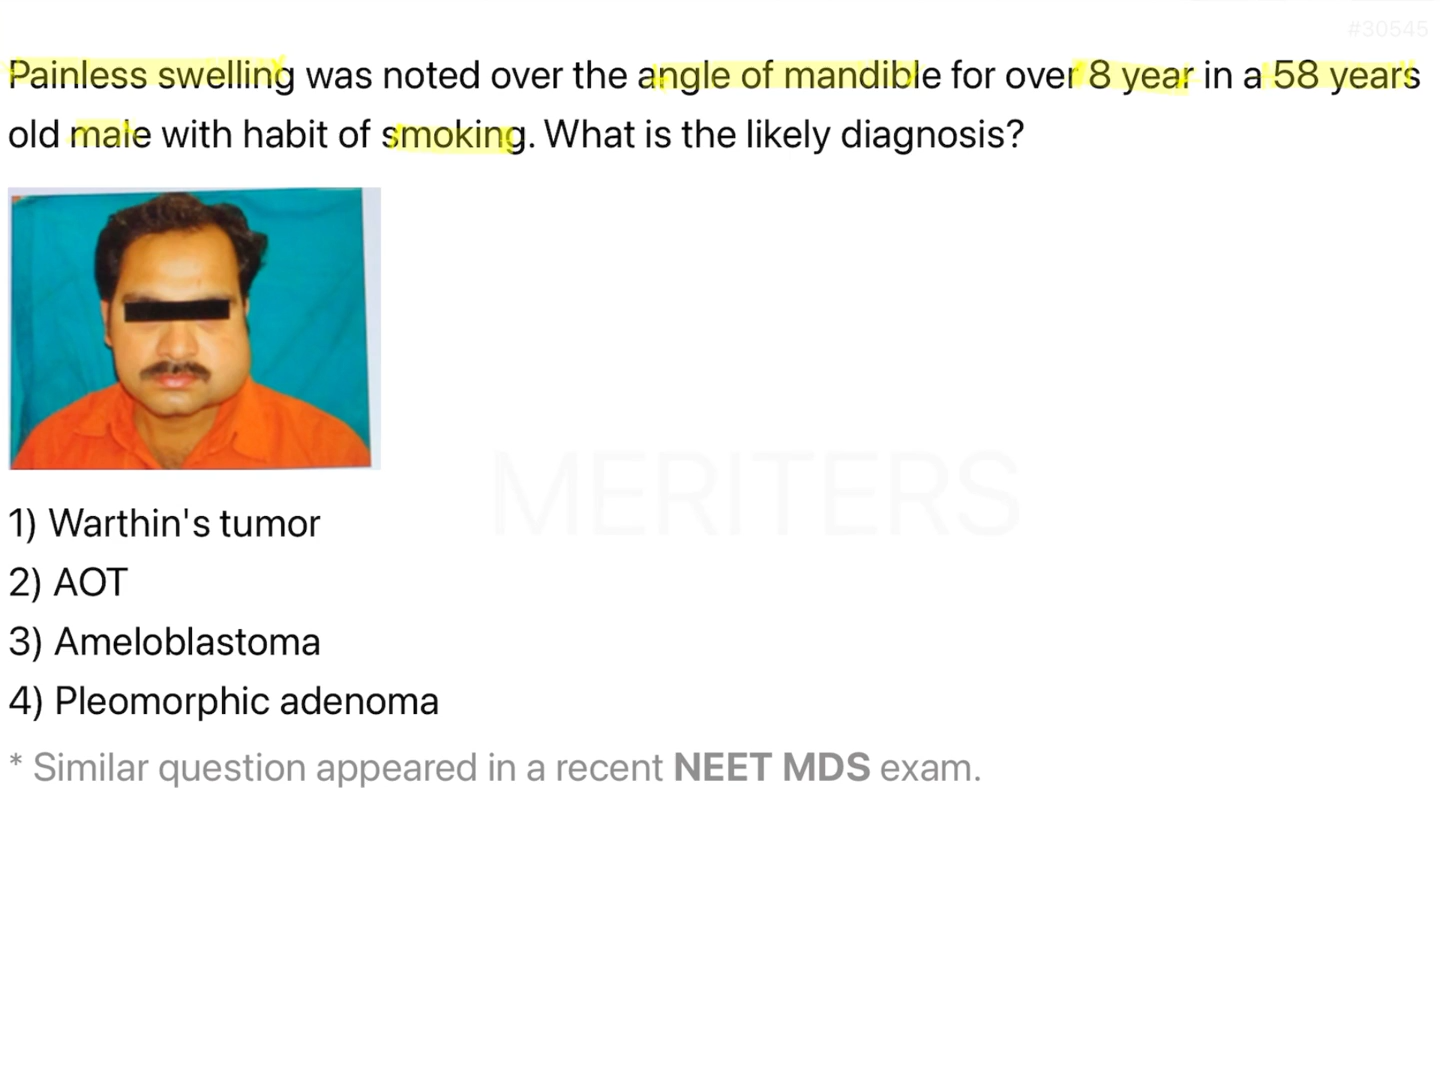 #30545
Painless swelling was noted over the angle of mandible for over 8 year in a 58 years
old male with habit of smoking. What is the likely diagnosis?
MERITERS
1) Warthin's tumor
2) AOT
3) Ameloblastoma
4) Pleomorphic adenoma
* Similar question appeared in a recent NEET MDS exam.